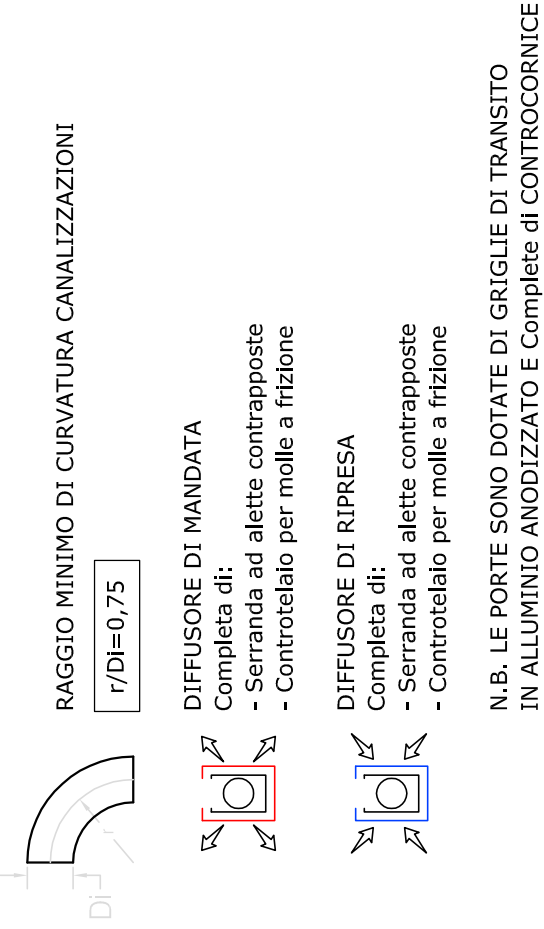 RAGGIO MINIMO DI CURVATURA CANALIZZAZIONI
r/Di=0,75
Di
r
DIFFUSORE DI MANDATA
Completa di:
- Serranda ad alette contrapposte
- Controtelaio per molle a frizione
DIFFUSORE DI RIPRESA
Completa di:
- Serranda ad alette contrapposte
- Controtelaio per molle a frizione
N.B. LE PORTE SONO DOTATE DI GRIGLIE DI TRANSITO
IN ALLUMINIO ANODIZZATO E Complete di CONTROCORNICE